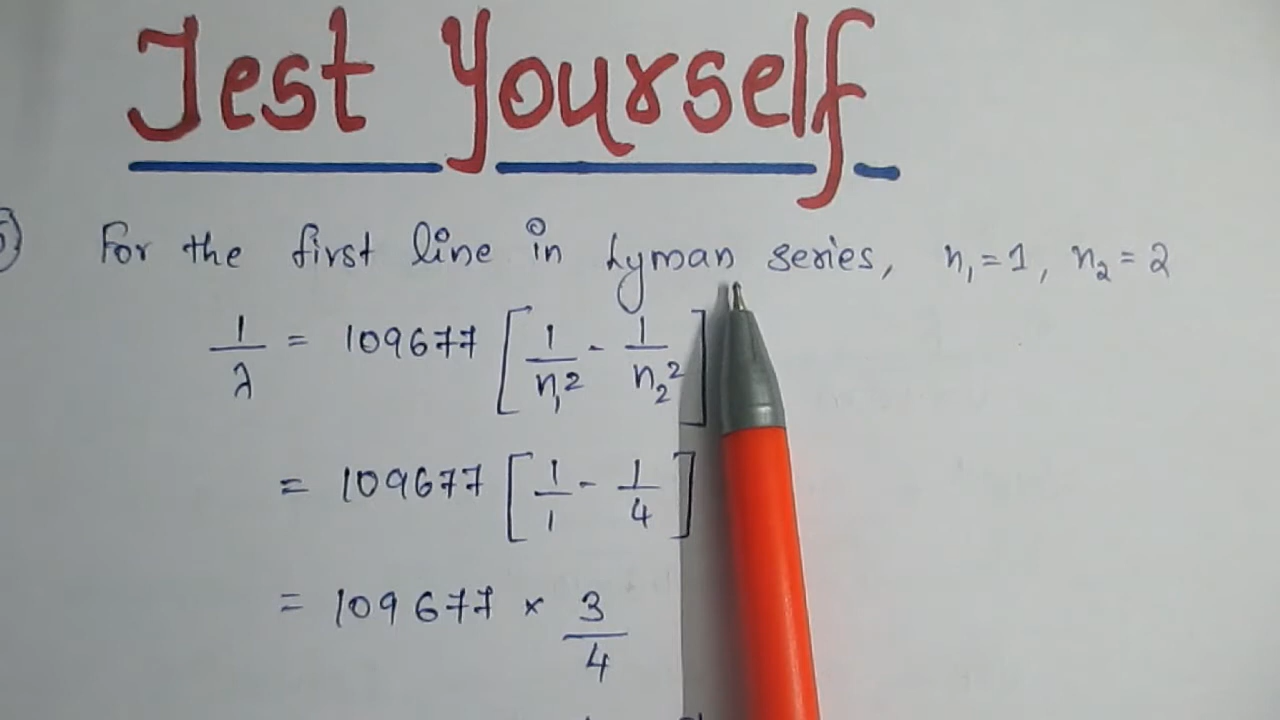 Test Yourself
For the first line in Lyman series, n₁ = 1, n₂ = 2
1/λ = 109677 [1/n₁² - 1/n₂²]
= 109677 [1/1 - 1/4]
= 109677 × 3/4